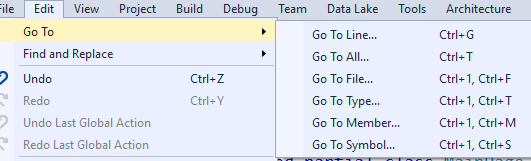 File Edit View Project Build Debug Team Data Lake Tools Architecture
Go To
Find and Replace
Undo Ctrl+Z
Redo Ctrl+Y
Undo Last Global Action
Redo Last Global Action
Go To Line... Ctrl+G
Go To All... Ctrl+T
Go To File... Ctrl+1, Ctrl+F
Go To Type... Ctrl+1, Ctrl+T
Go To Member... Ctrl+1, Ctrl+M
Go To Symbol... Ctrl+1, Ctrl+S